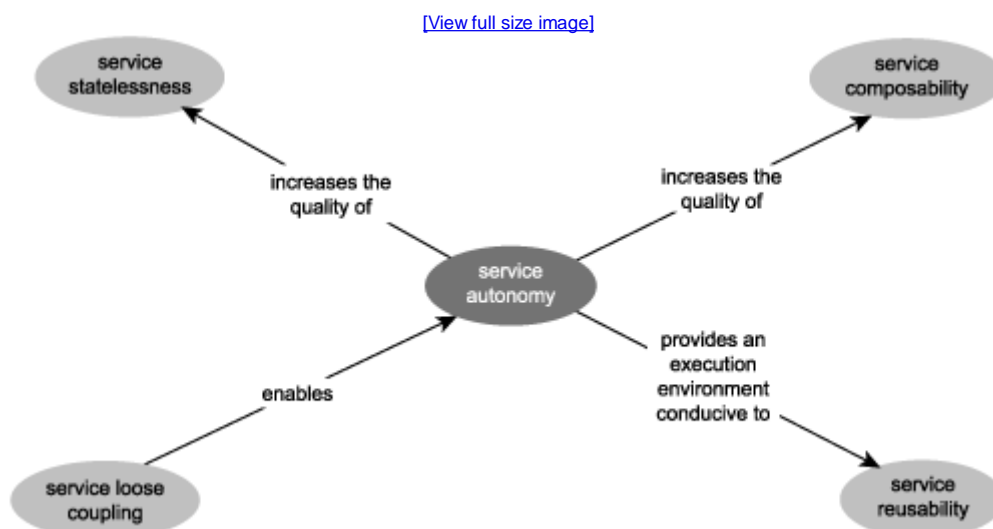 [View full size image]
service
statelessness
service
composability
increases the
quality of
increases the
quality of
service
autonomy
provides an
execution
environment
conducive to
enables
service loose
coupling
service
reusability